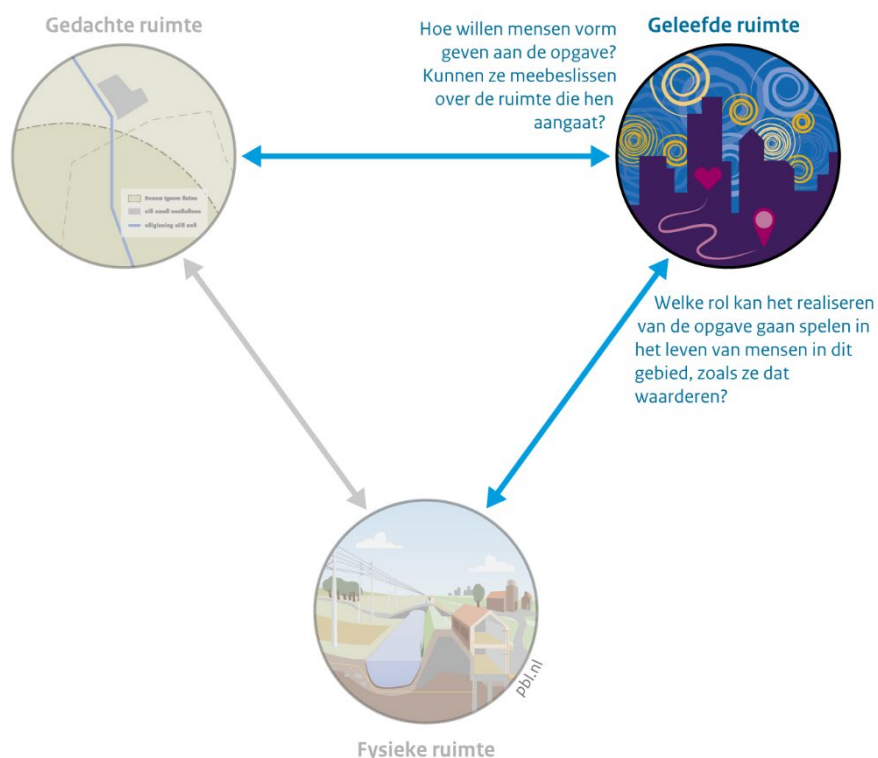 Gedachte ruimte
Hoe willen mensen vorm
geven aan de opgave?
Kunnen ze meebeslissen
over de ruimte die hen
aangaat?
Geleefde ruimte
Welke rol kan het realiseren
van de opgave gaan spelen in
het leven van mensen in dit
gebied, zoals ze dat
waarderen?
pbl.nl
Fysieke ruimte